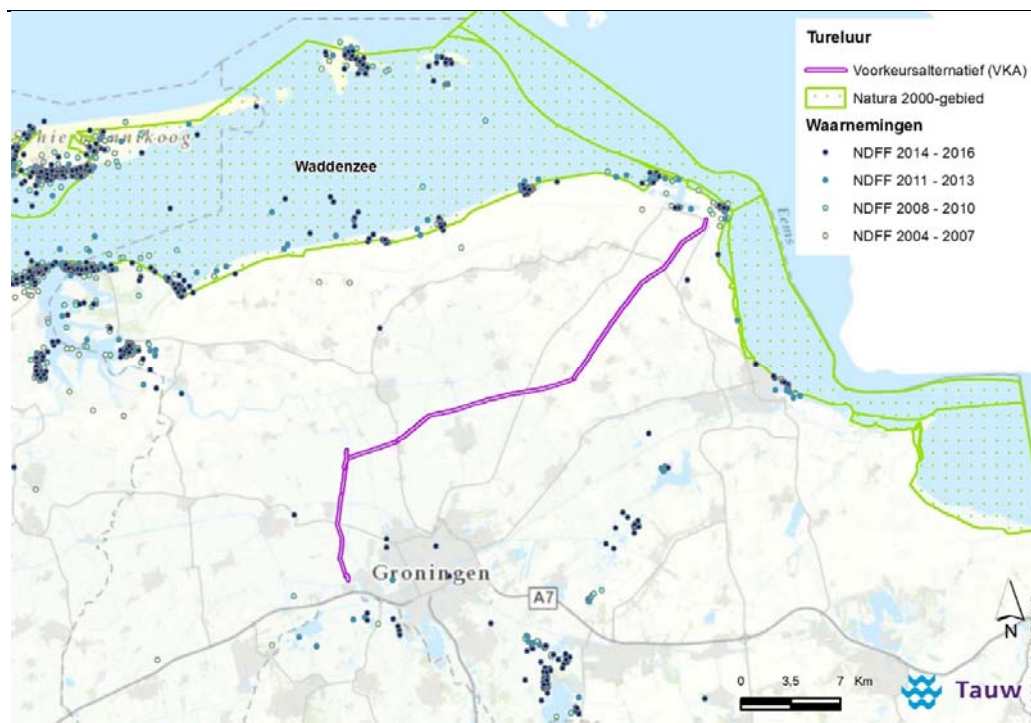 Tureluur
Voorkeursalternatief (VKA)
Natura 2000-gebied
Waarnemingen
NDFF 2014 - 2016
NDFF 2011 - 2013
NDFF 2008 - 2010
NDFF 2004 - 2007
Waddenzee
Eems
Groningen
A7
N
0 3,5 7 Km
Tauw